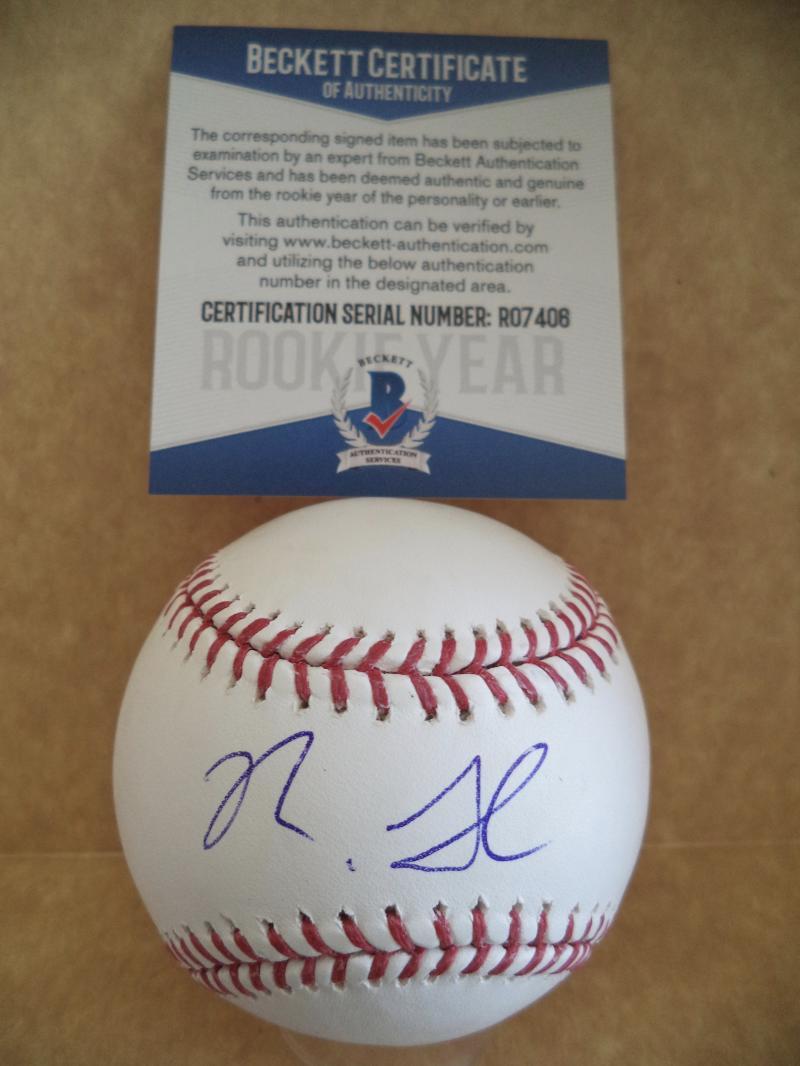 BECKETT CERTIFICATE
OF AUTHENTICITY
The corresponding signed item has been subjected to
examination by an expert from Beckett Authentication
Services and has been deemed authentic and genuine
from the rookie year of the personality or earlier.
This authentication can be verified by
visiting www.beckett-authentication.com
and utilizing the below authentication
number in the designated area.
CERTIFICATION SERIAL NUMBER: R07406
ROOKIE YEAR
BECKETT
B
AUTHENTICATION
SERVICES